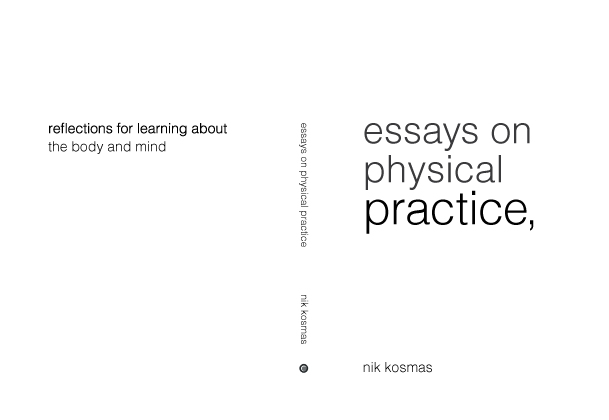 reflections for learning about
the body and mind
essays on physical practice
nik kosmas
essays on
physical
practice,
nik kosmas